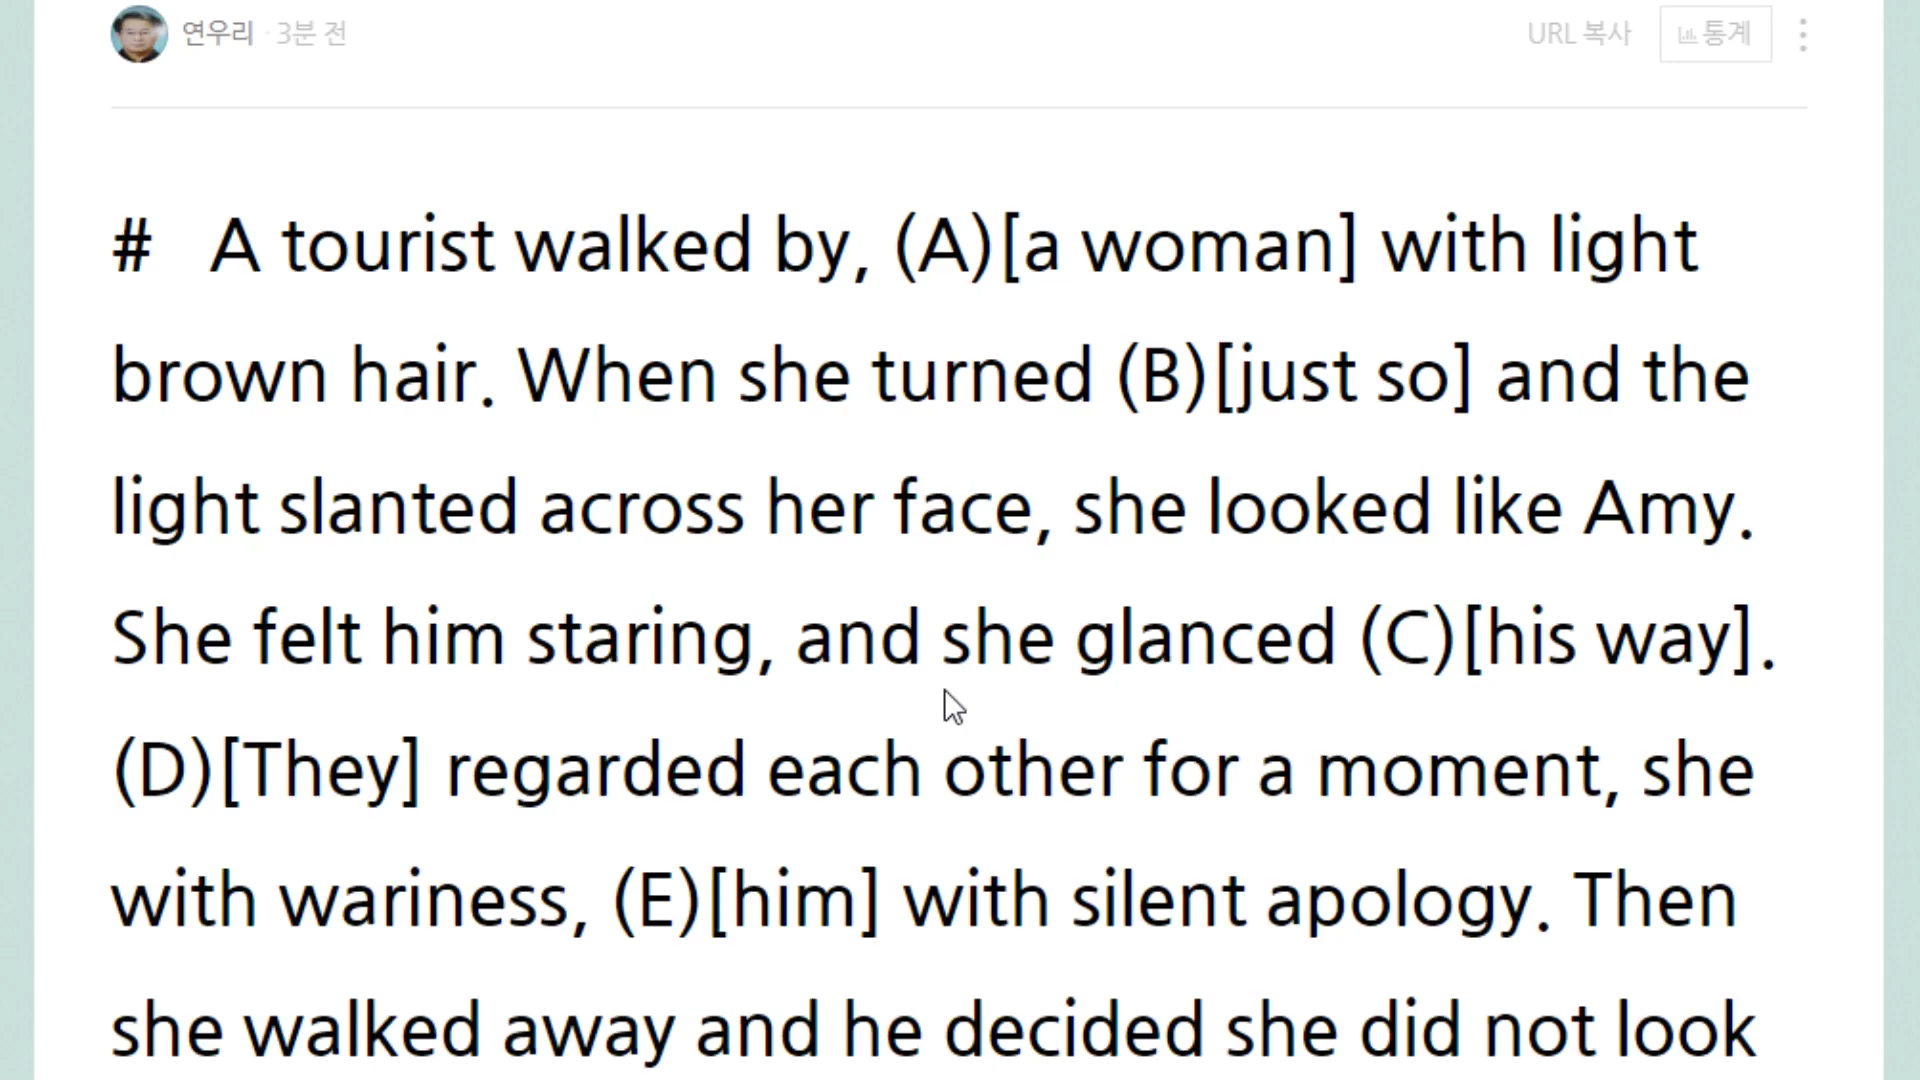 연우리 · 3분 전 URL 복사 통계
# A tourist walked by, (A)[a woman] with light
brown hair. When she turned (B)[just so] and the
light slanted across her face, she looked like Amy.
She felt him staring, and she glanced (C)[his way].
(D)[They] regarded each other for a moment, she
with wariness, (E)[him] with silent apology. Then
she walked away and he decided she did not look